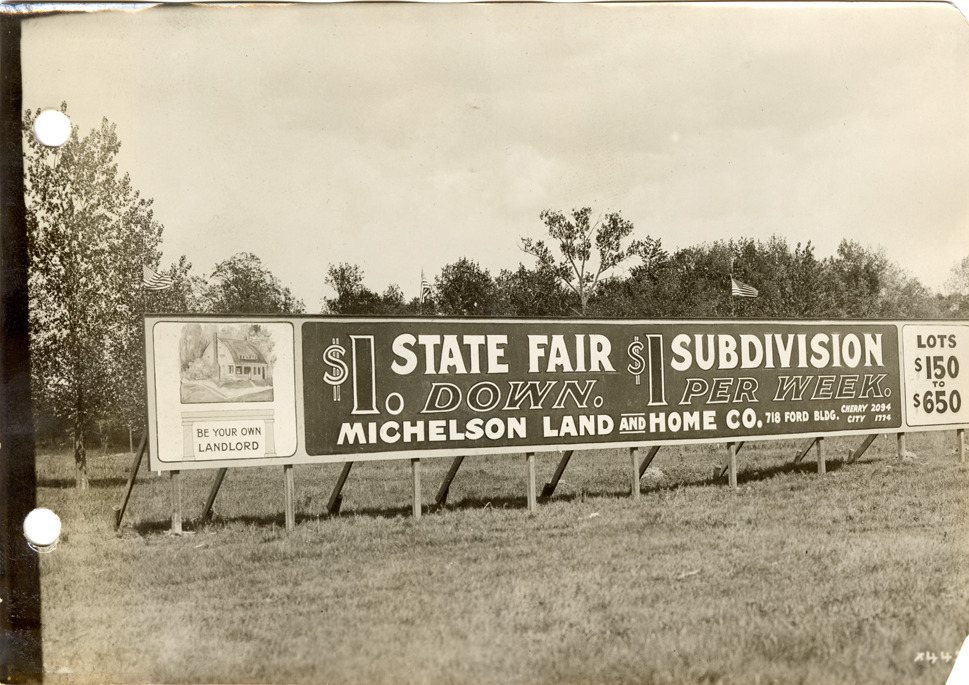 BE YOUR OWN
LANDLORD
$1. STATE FAIR $1 SUBDIVISION
DOWN. PER WEEK.
MICHELSON LAND AND HOME CO. 718 FORD BLDG. CHERRY 2094
CITY 1774
LOTS
$150
TO
$650